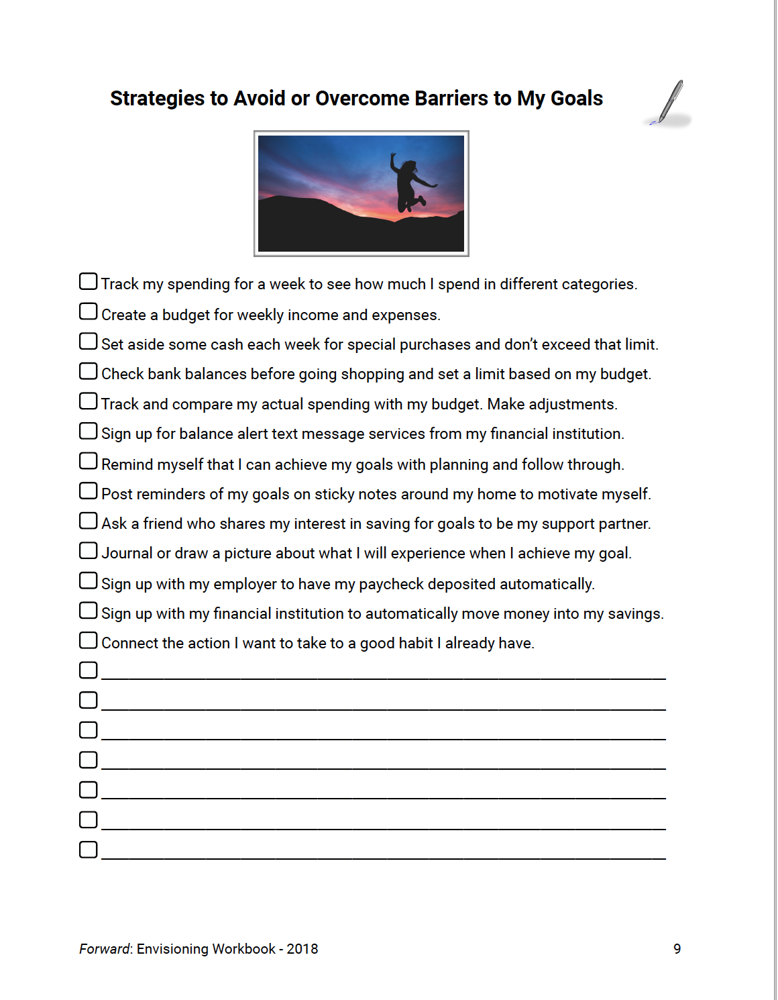 Strategies to Avoid or Overcome Barriers to My Goals
Track my spending for a week to see how much I spend in different categories.
Create a budget for weekly income and expenses.
Set aside some cash each week for special purchases and don’t exceed that limit.
Check bank balances before going shopping and set a limit based on my budget.
Track and compare my actual spending with my budget. Make adjustments.
Sign up for balance alert text message services from my financial institution.
Remind myself that I can achieve my goals with planning and follow through.
Post reminders of my goals on sticky notes around my home to motivate myself.
Ask a friend who shares my interest in saving for goals to be my support partner.
Journal or draw a picture about what I will experience when I achieve my goal.
Sign up with my employer to have my paycheck deposited automatically.
Sign up with my financial institution to automatically move money into my savings.
Connect the action I want to take to a good habit I already have.
Forward: Envisioning Workbook - 2018 9